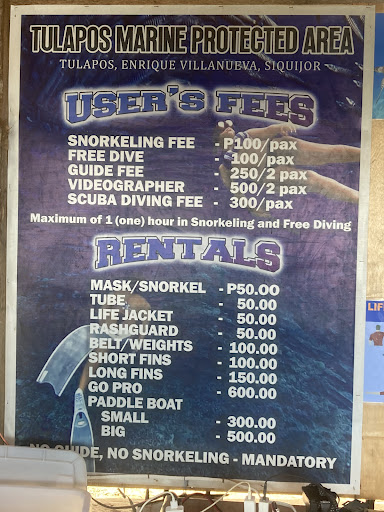 TULAPOS MARINE PROTECTED AREA
TULAPOS, ENRIQUE VILLANUEVA, SIQUIJOR
USER'S FEES
SNORKELING FEE - P100/pax
FREE DIVE - 100/pax
GUIDE FEE - 250/2 pax
VIDEOGRAPHER - 500/2 pax
SCUBA DIVING FEE - 300/pax
Maximum of 1 (one) hour in Snorkeling and Free Diving
RENTALS
MASK/SNORKEL - P50.00
TUBE - 50.00
LIFE JACKET - 50.00
RASHGUARD - 50.00
BELT/WEIGHTS - 100.00
SHORT FINS - 100.00
LONG FINS - 150.00
GO PRO - 600.00
PADDLE BOAT
SMALL - 300.00
BIG - 500.00
NO GUIDE, NO SNORKELING - MANDATORY